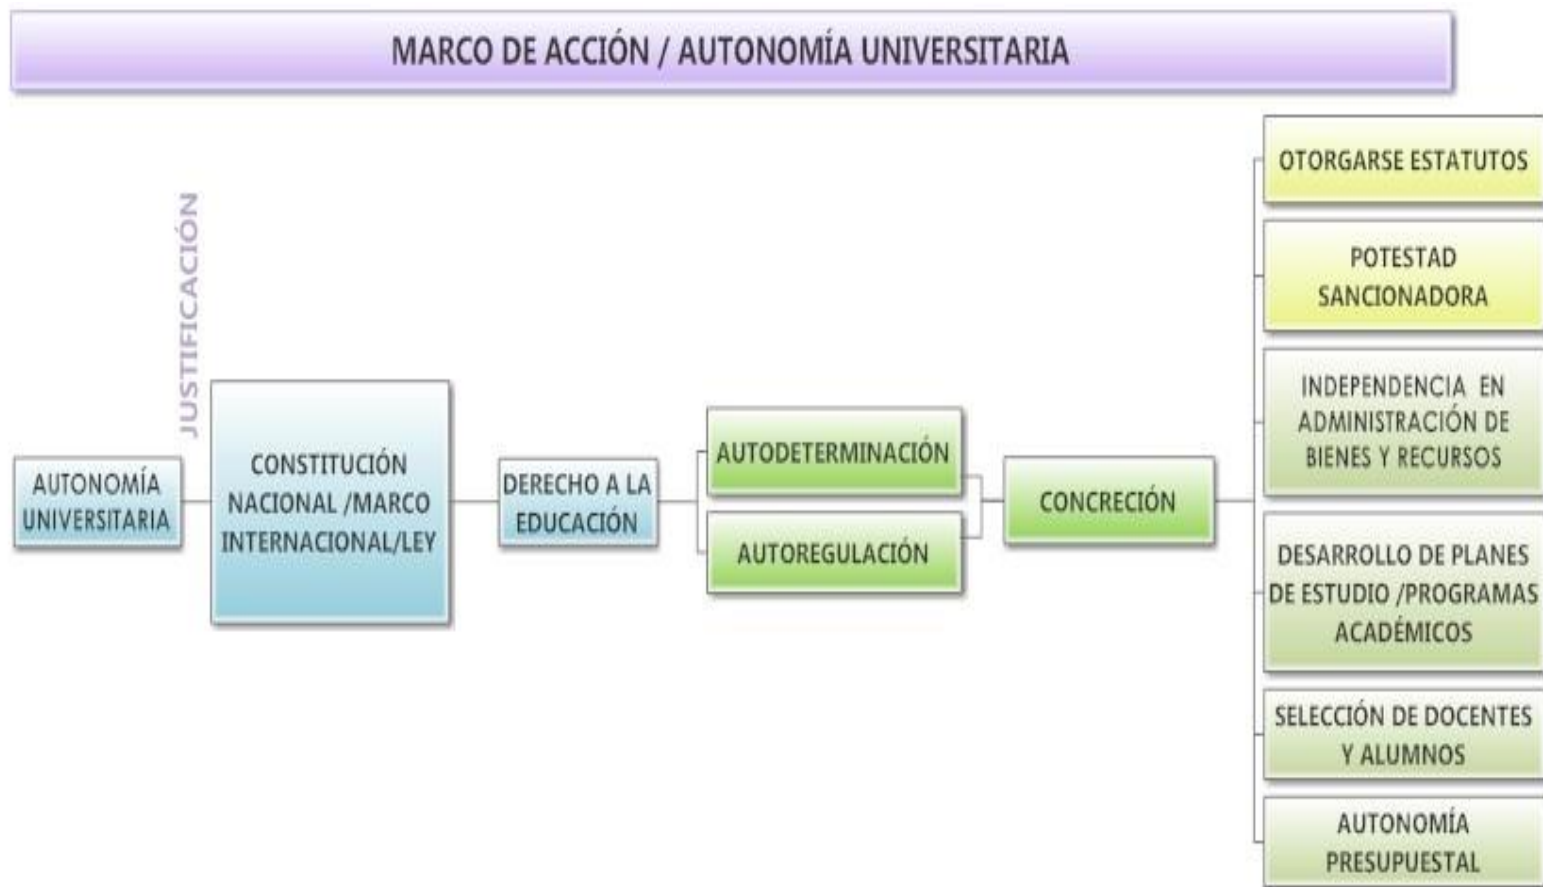 MARCO DE ACCIÓN / AUTONOMÍA UNIVERSITARIA
JUSTIFICACIÓN
AUTONOMÍA
UNIVERSITARIA
CONSTITUCIÓN
NACIONAL /MARCO
INTERNACIONAL/LEY
DERECHO A LA
EDUCACIÓN
AUTODETERMINACIÓN
AUTOREGULACIÓN
CONCRECIÓN
OTORGARSE ESTATUTOS
POTESTAD
SANCIONADORA
INDEPENDENCIA EN
ADMINISTRACIÓN DE
BIENES Y RECURSOS
DESARROLLO DE PLANES
DE ESTUDIO /PROGRAMAS
ACADÉMICOS
SELECCIÓN DE DOCENTES
Y ALUMNOS
AUTONOMÍA
PRESUPUESTAL